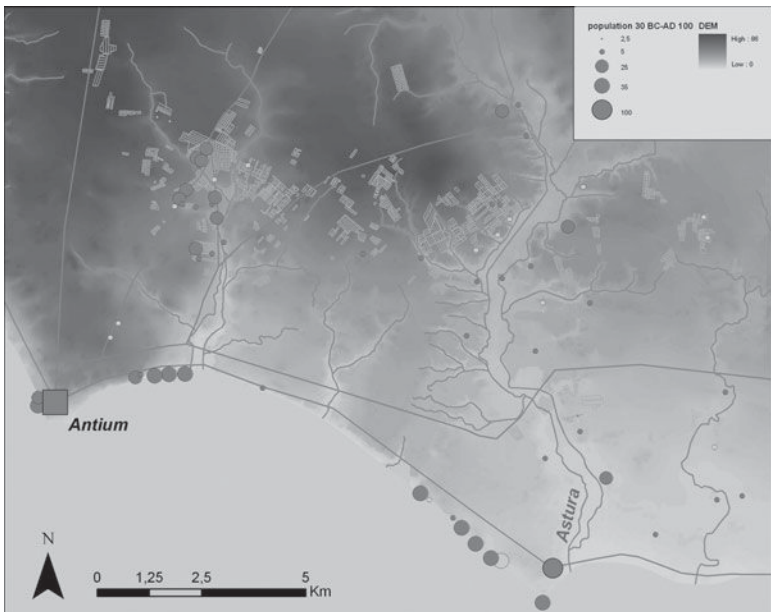 population 30 BC-AD 100 DEM
2,5
5
25
35
100
High : 86
Low : 0
Antium
Astura
N
0 1,25 2,5 5
Km